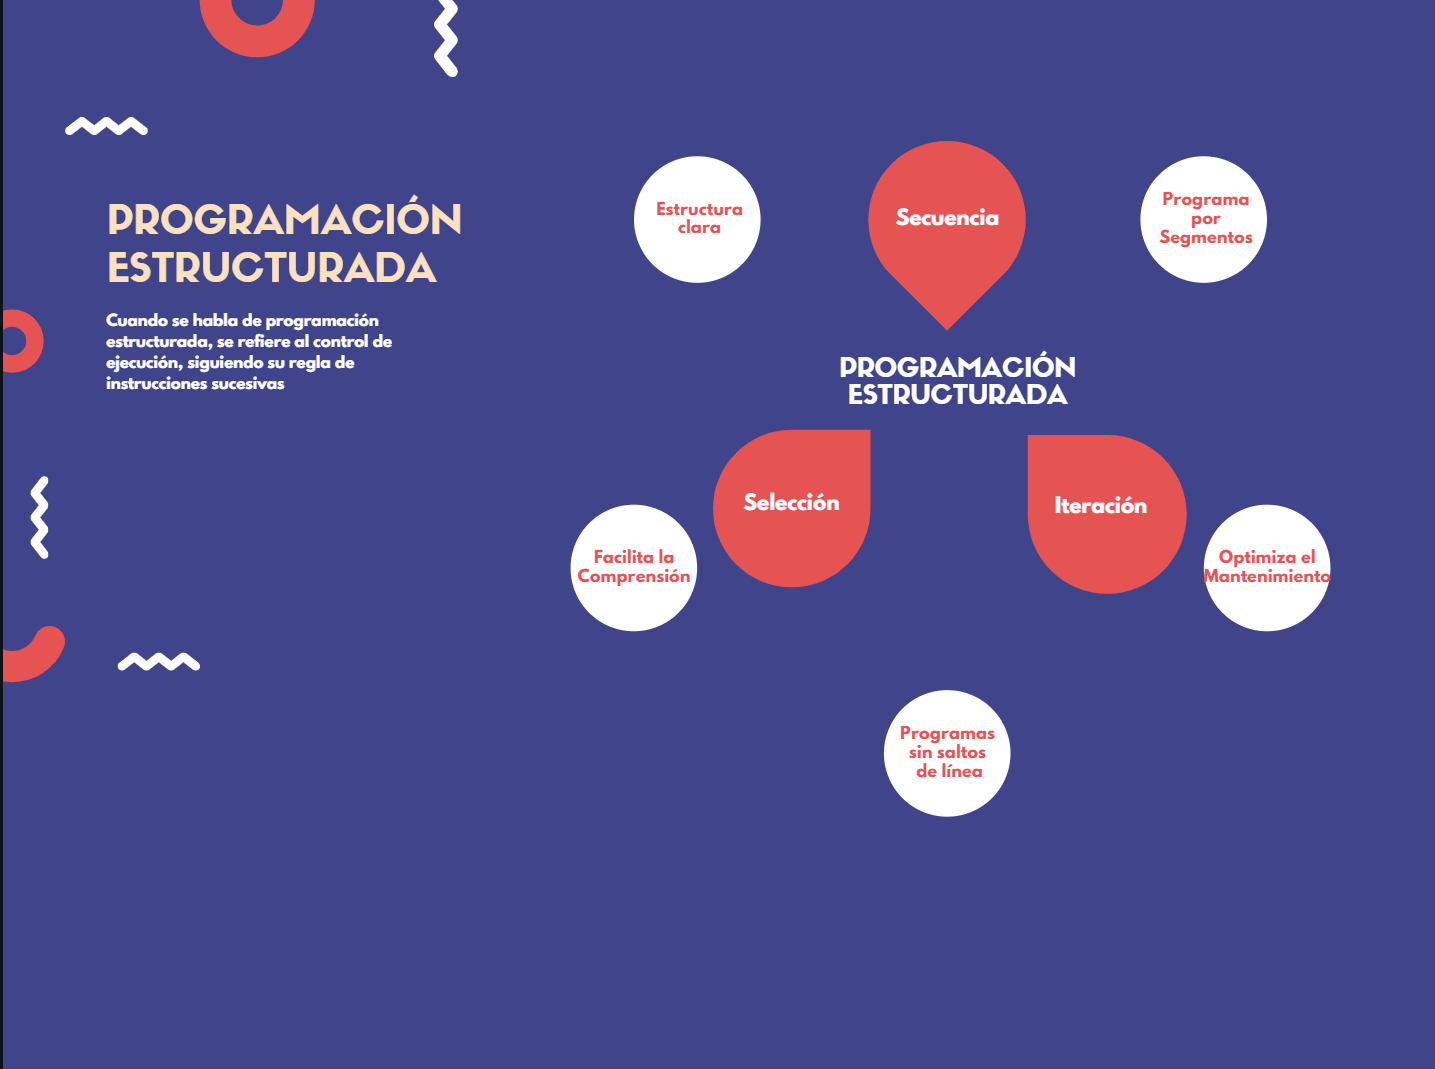 PROGRAMACIÓN
ESTRUCTURADA
Cuando se habla de programación
estructurada, se refiere al control de
ejecución, siguiendo su regla de
instrucciones sucesivas
Estructura
clara
Secuencia
Programa
por
Segmentos
PROGRAMACIÓN
ESTRUCTURADA
Selección
Iteración
Facilita la
Comprensión
Optimiza el
Mantenimiento
Programas
sin saltos
de línea